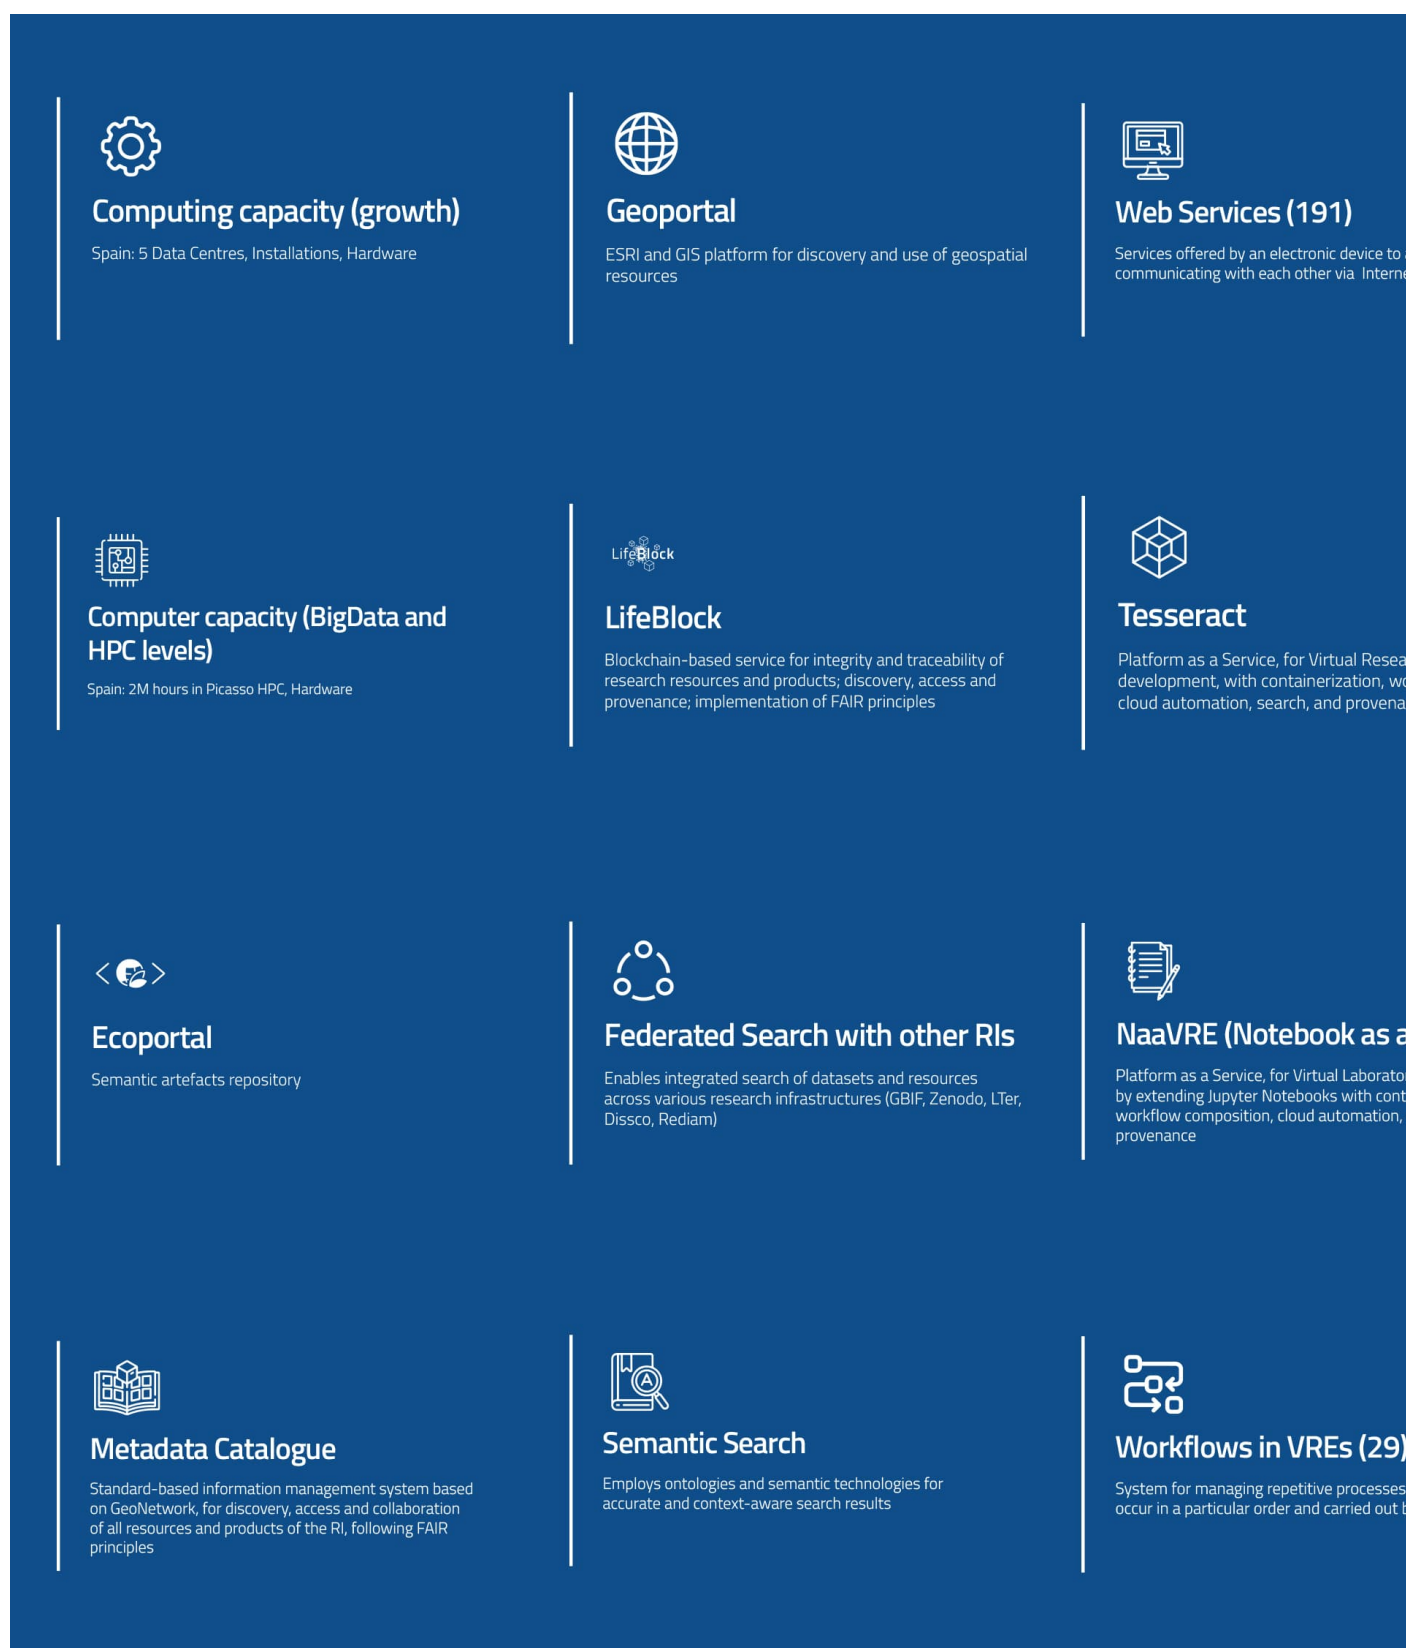 Computing capacity (growth)
Spain: 5 Data Centres, Installations, Hardware
Geoportal
ESRI and GIS platform for discovery and use of geospatial
resources
Web Services (191)
Services offered by an electronic device to
communicating with each other via
Computer capacity (BigData and
HPC levels)
Spain: 2M hours in Picasso HPC, Hardware
LifeBlock
LifeBlock
Blockchain-based service for integrity and traceability of
research resources and products; discovery, access and
provenance; implementation of FAIR principles
Tesseract
Platform as a Service, for Virtual
development, with containerization,
cloud automation, search, and
Ecoportal
Semantic artefacts repository
Federated Search with other RIs
Enables integrated search of datasets and resources
across various research infrastructures (GBIF, Zenodo, LTer,
Dissco, Rediam)
NaaVRE (Notebook as a
Platform as a Service, for Virtual
by extending Jupyter Notebooks with
workflow composition, cloud automation,
provenance
Metadata Catalogue
Standard-based information management system based
on GeoNetwork, for discovery, access and collaboration
of all resources and products of the RI, following FAIR
principles
A
Semantic Search
Employs ontologies and semantic technologies for
accurate and context-aware search results
Workflows in VREs (29)
System for managing repetitive processes
occur in a particular order and carried out